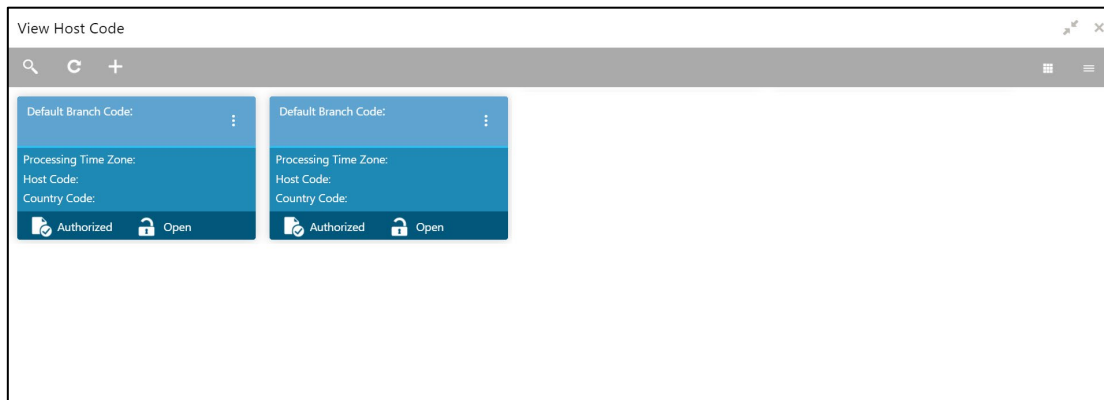 View Host Code
Default Branch Code:
Processing Time Zone:
Host Code:
Country Code:
Authorized Open
Default Branch Code:
Processing Time Zone:
Host Code:
Country Code:
Authorized Open